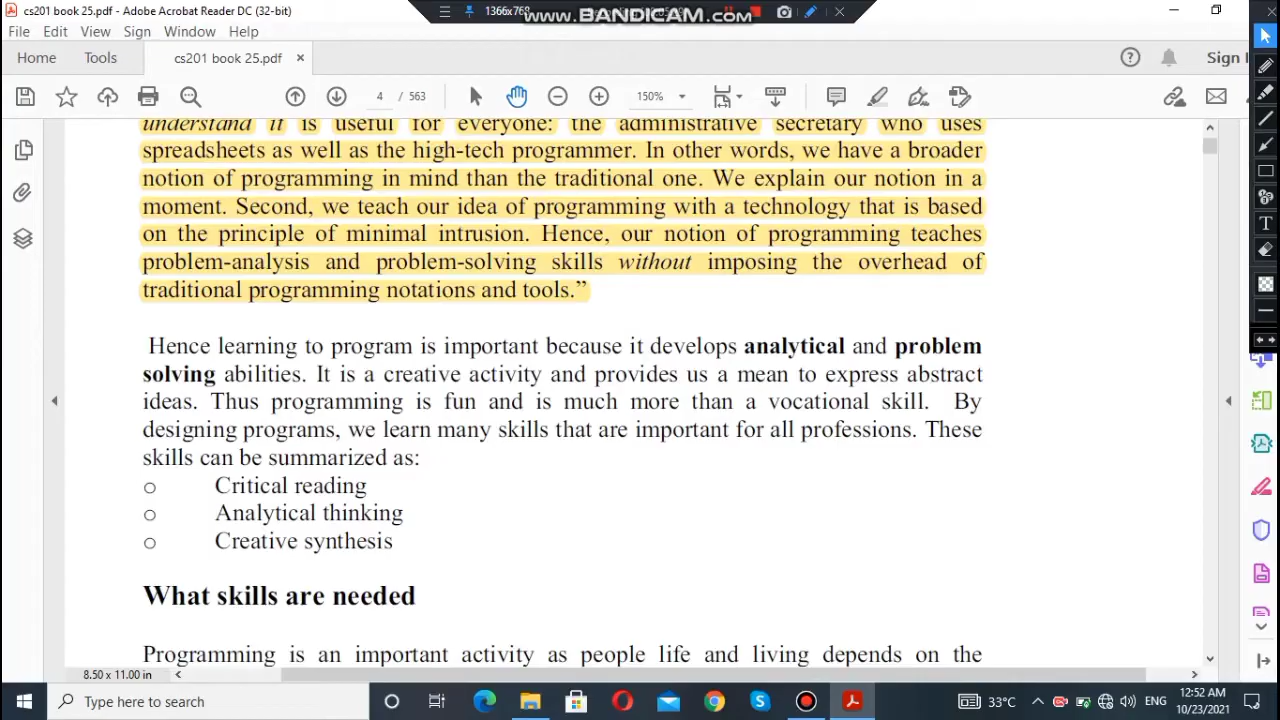 cs201 book 25.pdf - Adobe Acrobat Reader DC (32-bit)
1366x768
www.BANDICAM.com
File Edit View Sign Window Help
Home Tools cs201 book 25.pdf × Sign
4 / 563 150%
understand it is useful for everyone: the administrative secretary who uses
spreadsheets as well as the high-tech programmer. In other words, we have a broader
notion of programming in mind than the traditional one. We explain our notion in a
moment. Second, we teach our idea of programming with a technology that is based
on the principle of minimal intrusion. Hence, our notion of programming teaches
problem-analysis and problem-solving skills without imposing the overhead of
traditional programming notations and tools.”
Hence learning to program is important because it develops analytical and problem
solving abilities. It is a creative activity and provides us a mean to express abstract
ideas. Thus programming is fun and is much more than a vocational skill. By
designing programs, we learn many skills that are important for all professions. These
skills can be summarized as:
o Critical reading
o Analytical thinking
o Creative synthesis
What skills are needed
Programming is an important activity as people life and living depends on the
8.50 x 11.00 in
Type here to search
33°C ENG 12:52 AM
10/23/2021